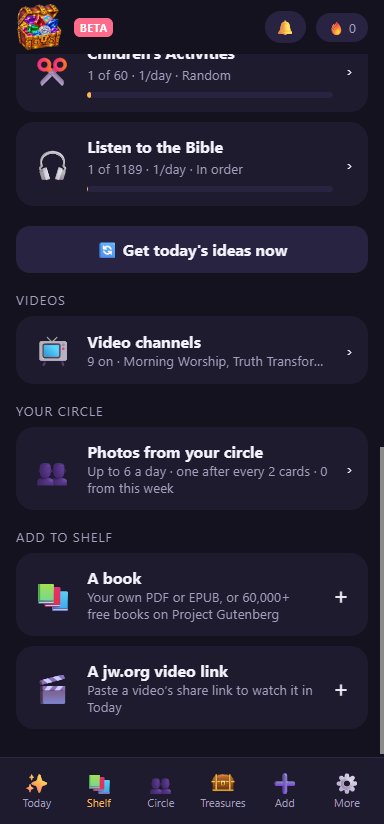 BETA
0
Children's Activities
1 of 60 · 1/day · Random
Listen to the Bible
1 of 1189 · 1/day · In order
Get today's ideas now
VIDEOS
Video channels
9 on · Morning Worship, Truth Transfor...
YOUR CIRCLE
Photos from your circle
Up to 6 a day · one after every 2 cards · 0
from this week
ADD TO SHELF
A book
Your own PDF or EPUB, or 60,000+
free books on Project Gutenberg
A jw.org video link
Paste a video's share link to watch it in
Today
Today
Shelf
Circle
Treasures
Add
More